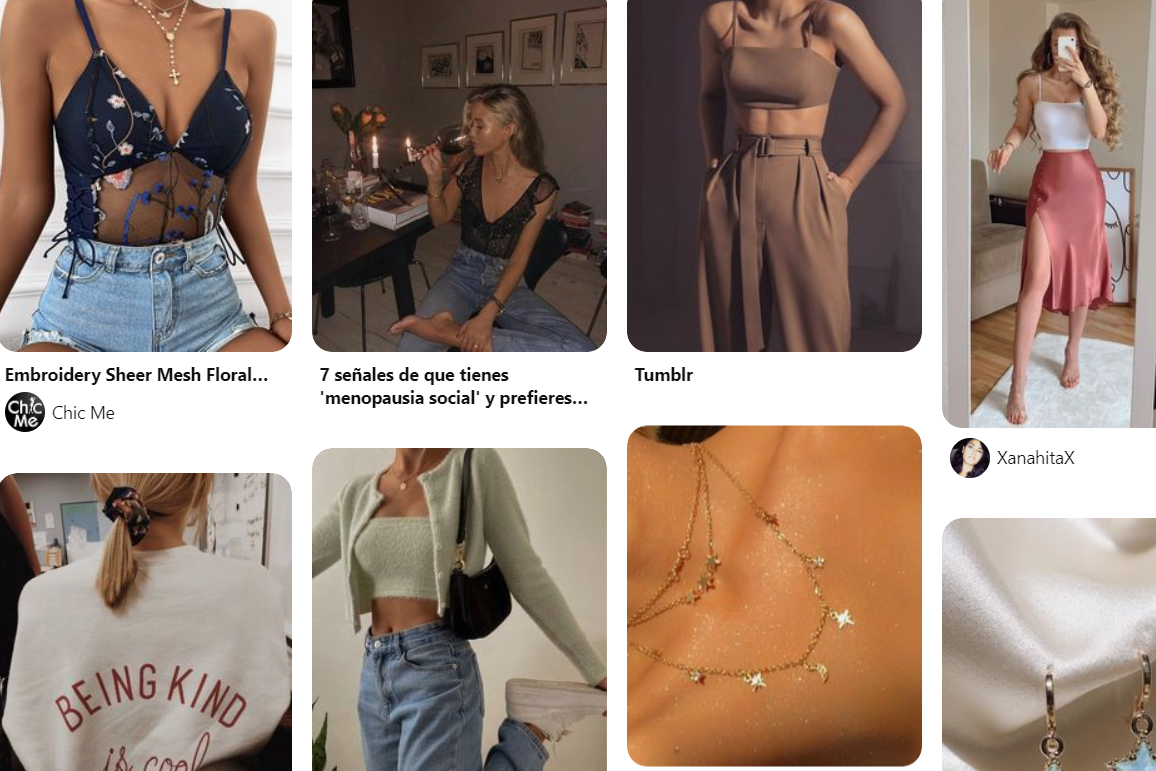 Embroidery Sheer Mesh Floral...
Chic
Me
Chic Me
7 señales de que tienes
'menopausia social' y prefieres...
Tumblr
XanahitaX
BEING KIND
is cool